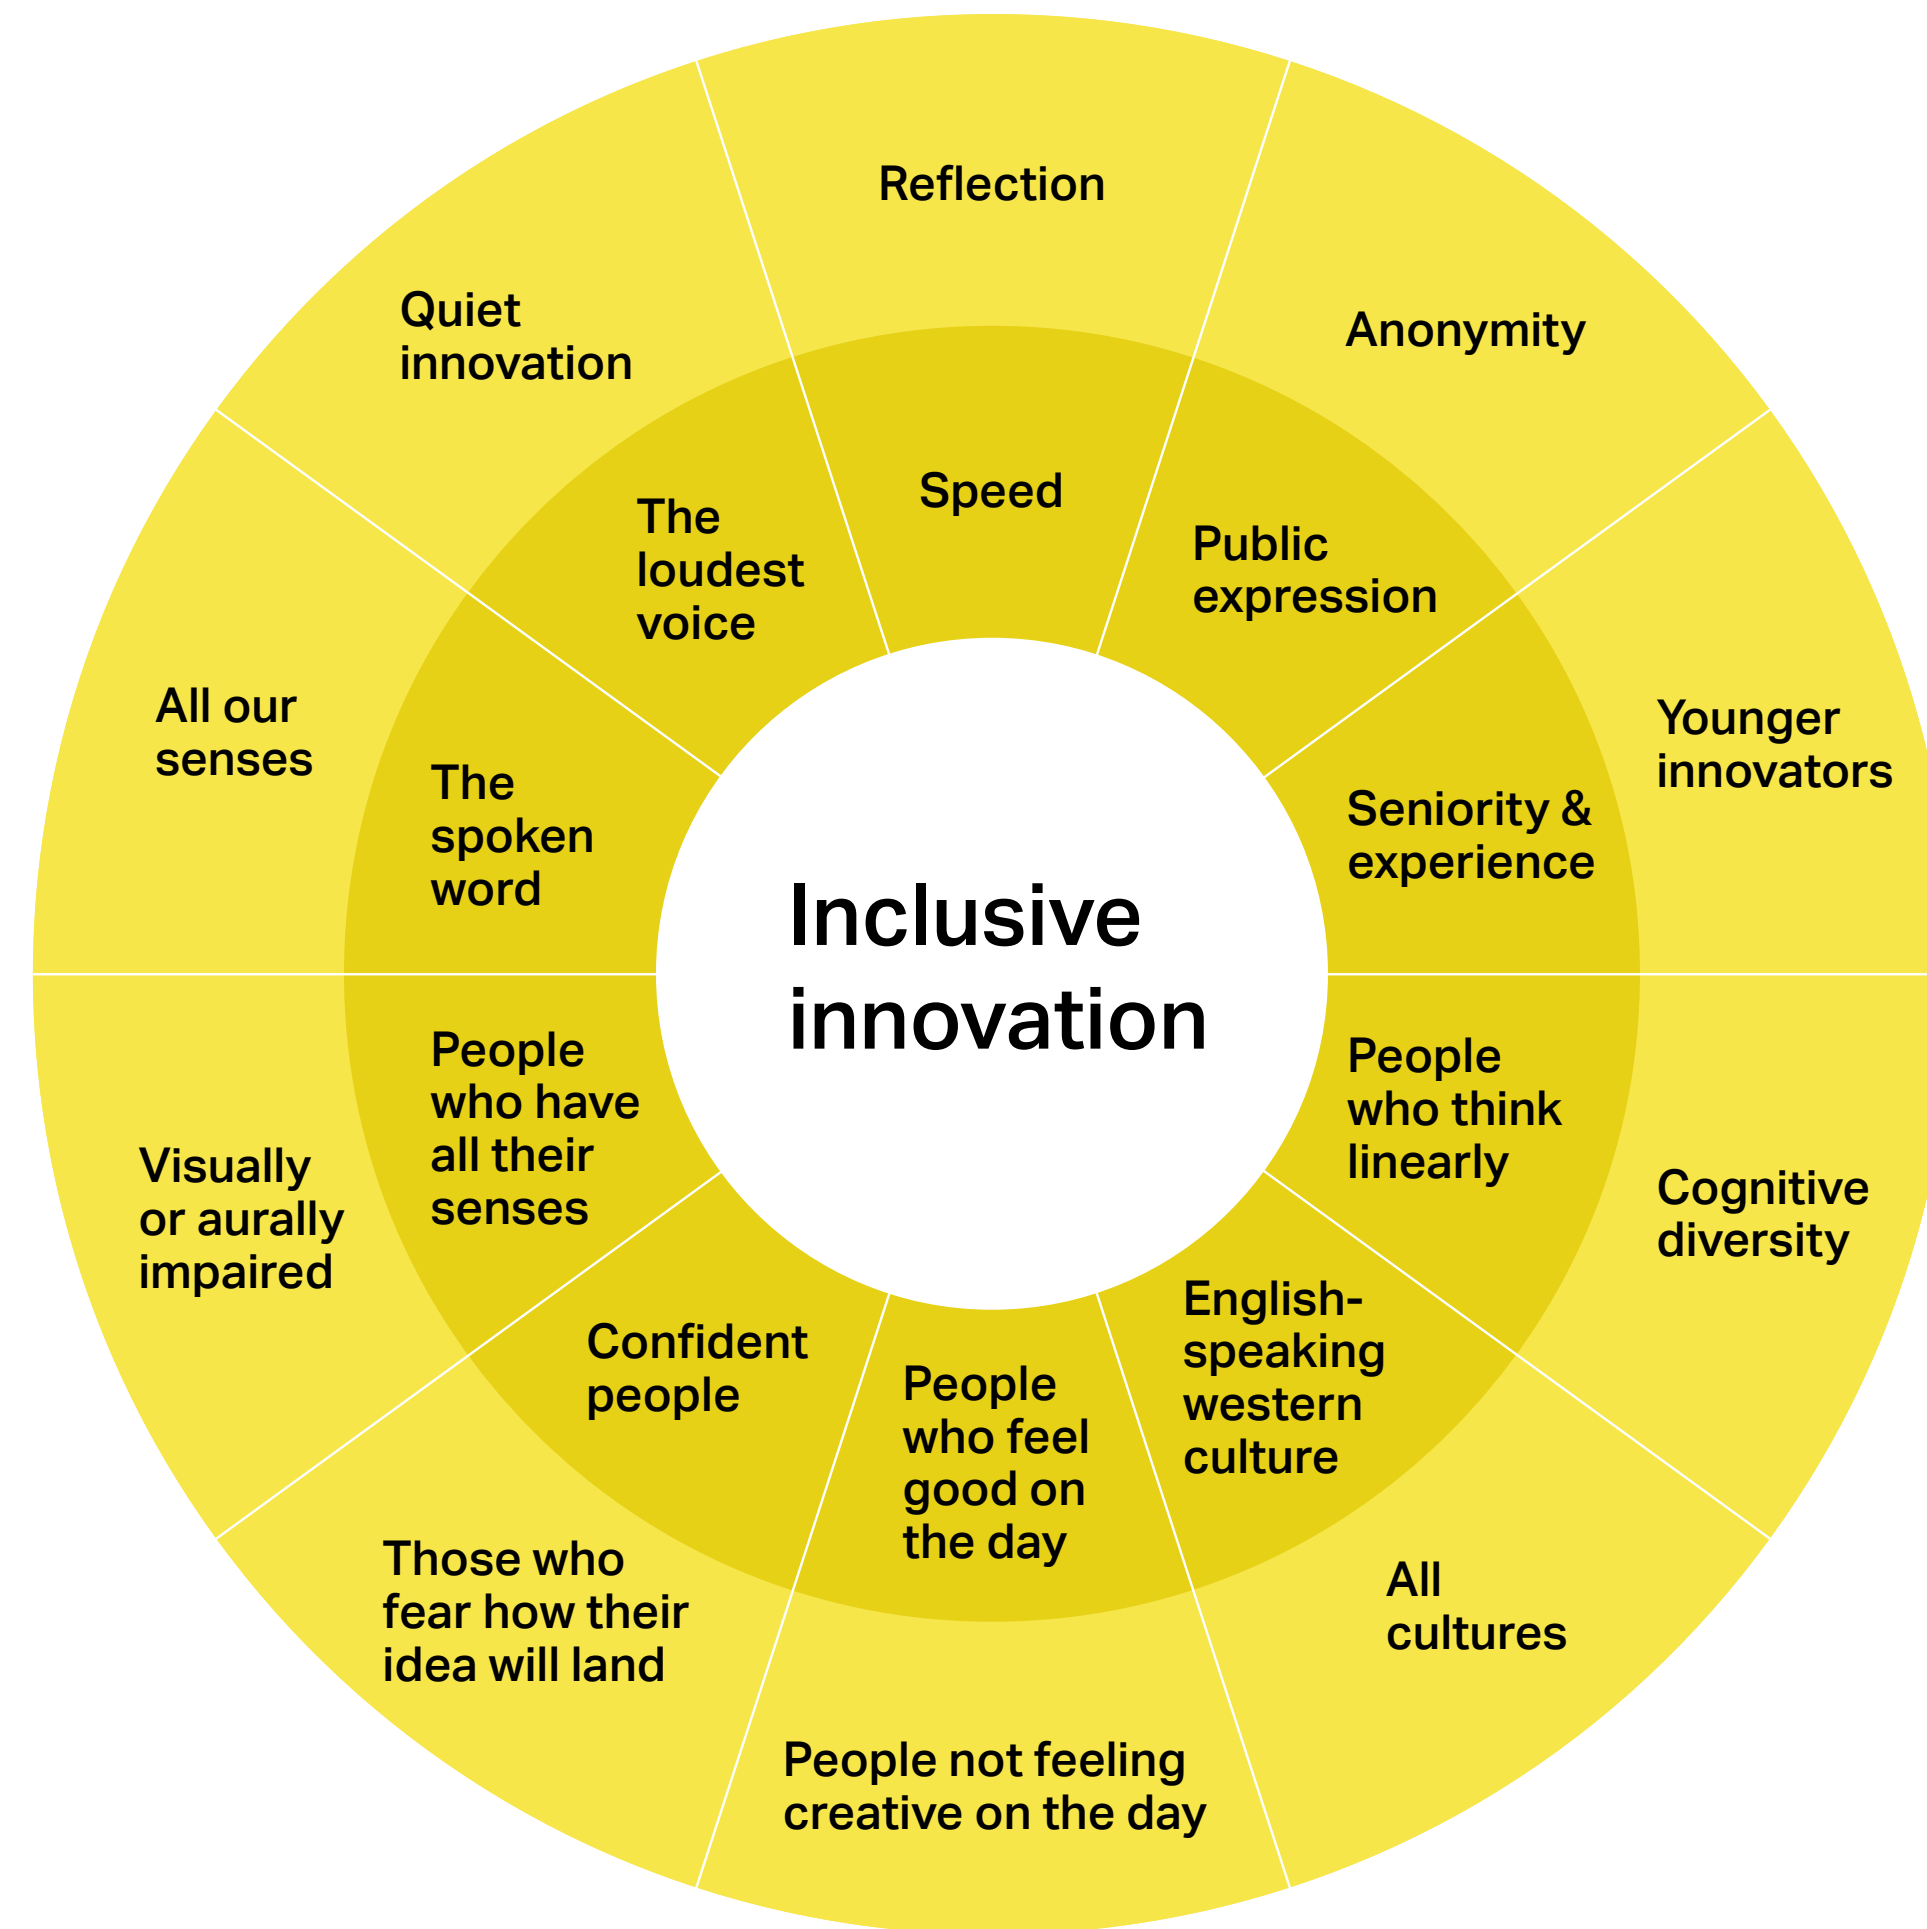 Reflection
Quiet
innovation
Anonymity
Speed
The
loudest
voice
Public
expression
All our
senses
Younger
innovators
The
spoken
word
Seniority &
experience
Inclusive
innovation
People
who have
all their
senses
People
who think
linearly
Visually
or aurally
impaired
Cognitive
diversity
Confident
people
People
who feel
good on
the day
English-
speaking
western
culture
Those who
fear how their
idea will land
All
cultures
People not feeling
creative on the day